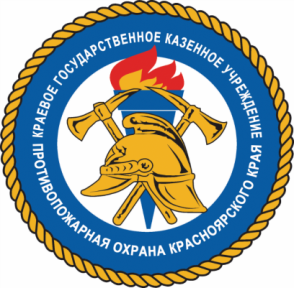 КРАЕВОЕ ГОСУДАРСТВЕННОЕ КАЗЕННОЕ УЧРЕЖДЕНИЕ
ПРОТИВОПОЖАРНАЯ ОХРАНА КРАСНОЯРСКОГО КРАЯ